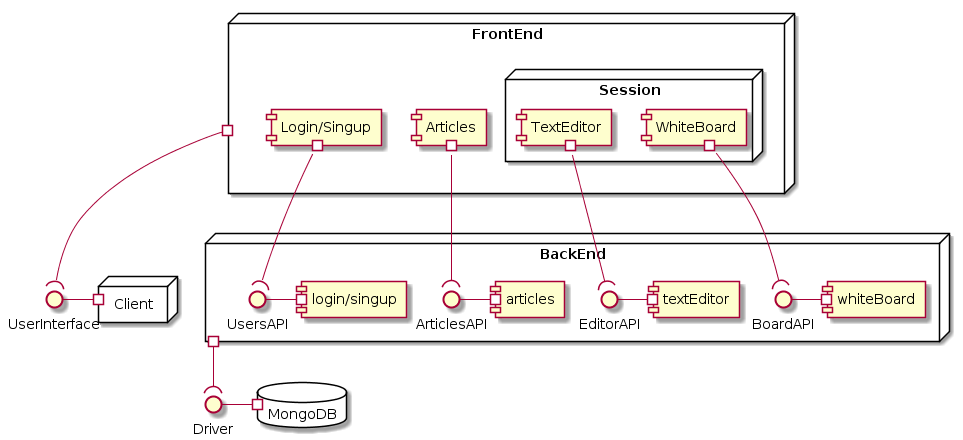 FrontEnd
Session
Login/Singup
Articles
TextEditor
WhiteBoard
BackEnd
Client
login/singup
articles
textEditor
whiteBoard
UserInterface
UsersAPI
ArticlesAPI
EditorAPI
BoardAPI
MongoDB
Driver